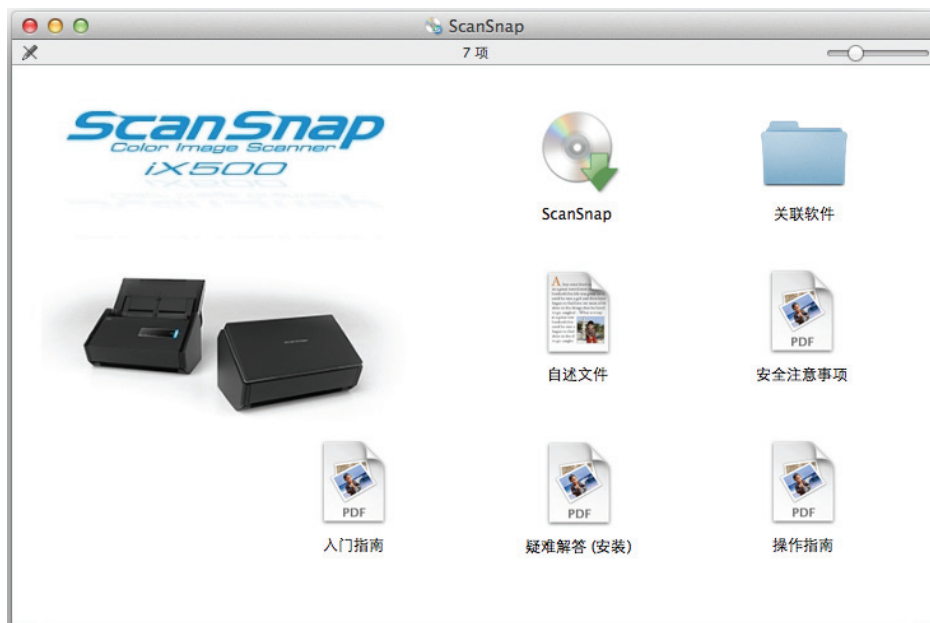 ScanSnap
7 项
ScanSnap
Color Image Scanner
iX500
ScanSnap
关联软件
自述文件
PDF
安全注意事项
PDF
入门指南
PDF
疑难解答 (安装)
PDF
操作指南